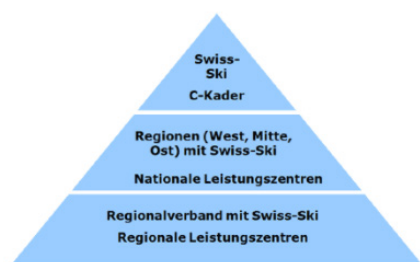 Swiss-
Ski
C-Kader
Regionen (West, Mitte,
Ost) mit Swiss-Ski
Nationale Leistungszentren
Regionalverband mit Swiss-Ski
Regionale Leistungszentren